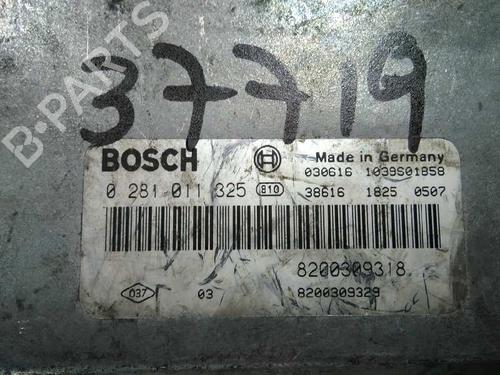 B-PARTS
37719
BOSCH
Made in Germany
030616 1039S01858
0 281 011 325 810 38616 1825 0507
8200309318
037 03 8200309329